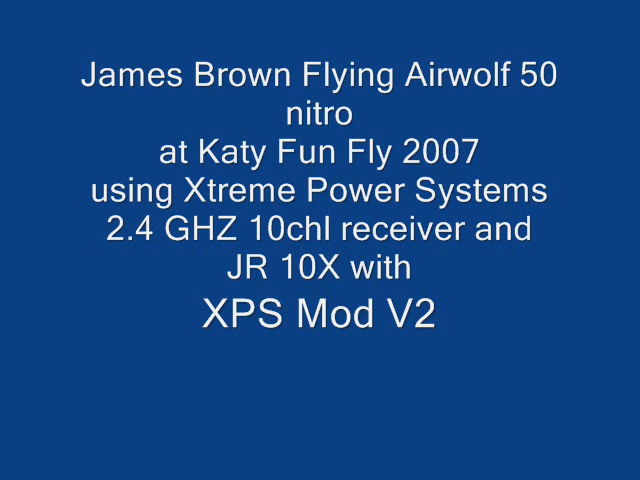 James Brown Flying Airwolf 50
nitro
at Katy Fun Fly 2007
using Xtreme Power Systems
2.4 GHZ 10chl receiver and
JR 10X with
XPS Mod V2